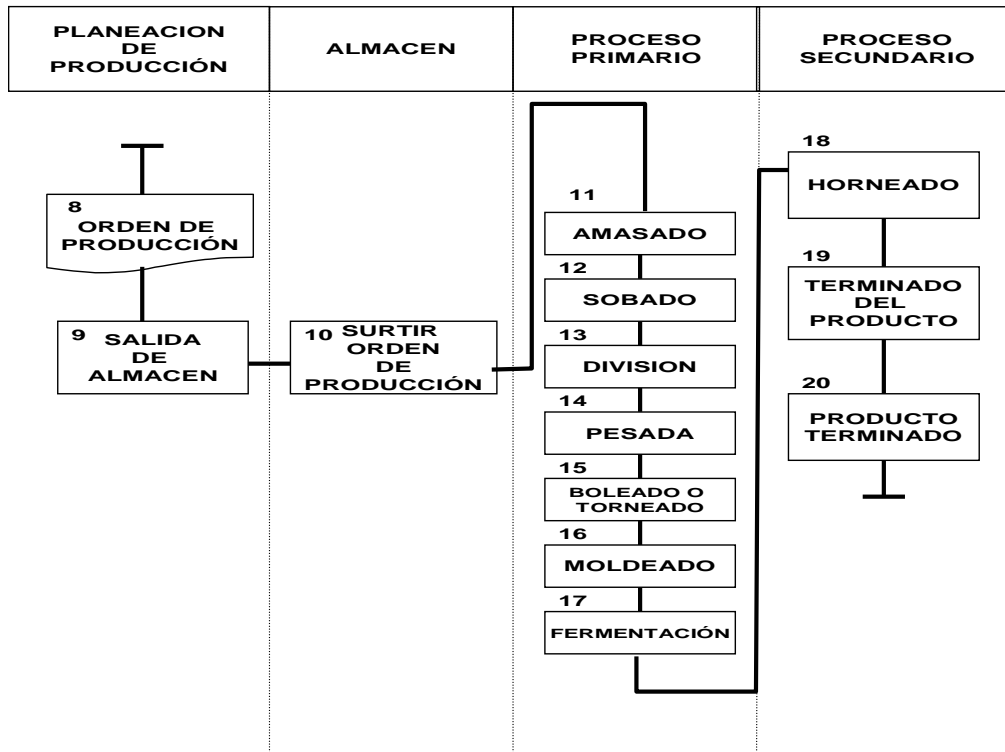 PLANEACION
DE
PRODUCCIÓN
ALMACEN
PROCESO
PRIMARIO
PROCESO
SECUNDARIO
8
ORDEN DE
PRODUCCIÓN
9
SALIDA
DE
ALMACEN
10
SURTIR
ORDEN
DE
PRODUCCIÓN
11
AMASADO
12
SOBADO
13
DIVISION
14
PESADA
15
BOLEADO O
TORNEADO
16
MOLDEADO
17
FERMENTACIÓN
18
HORNEADO
19
TERMINADO
DEL
PRODUCTO
20
PRODUCTO
TERMINADO